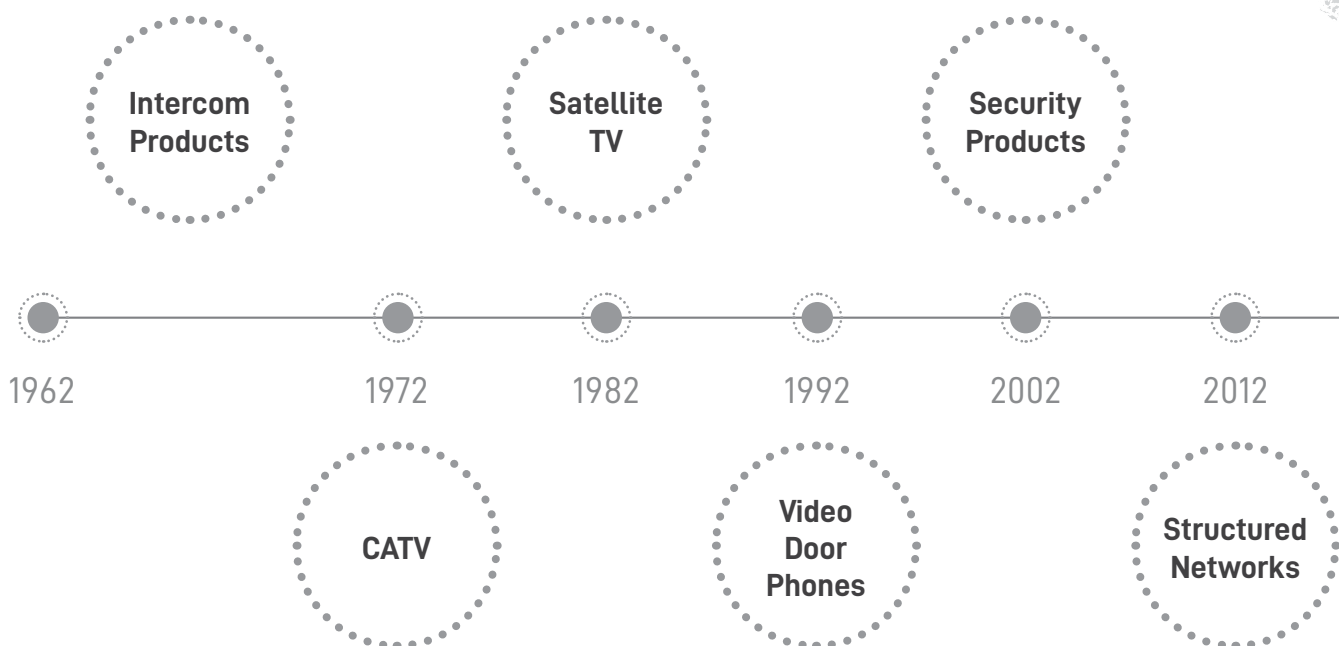 Intercom
Products
Satellite
TV
Security
Products
1962
1972
1982
1992
2002
2012
CATV
Video
Door
Phones
Structured
Networks